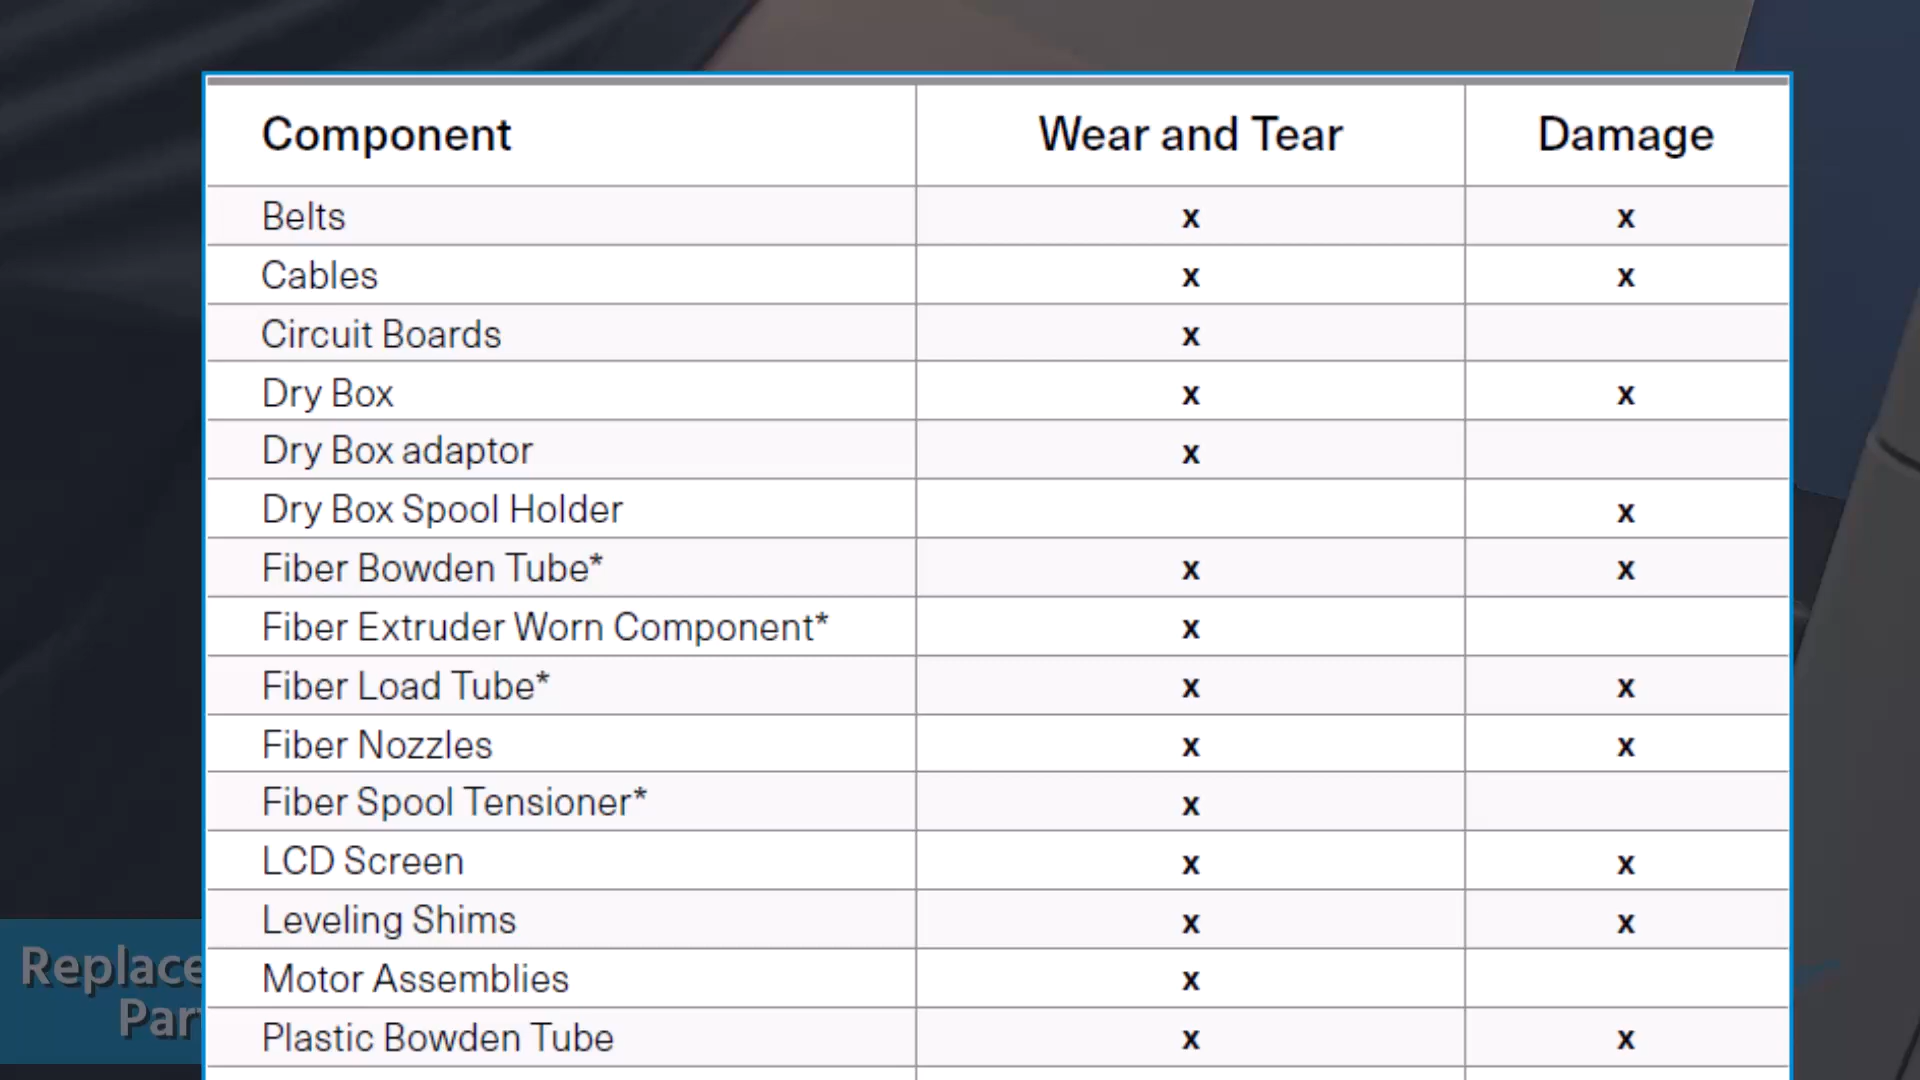 Component Wear and Tear Damage
Belts x x
Cables x x
Circuit Boards x
Dry Box x x
Dry Box adaptor x
Dry Box Spool Holder x
Fiber Bowden Tube* x x
Fiber Extruder Worn Component* x
Fiber Load Tube* x x
Fiber Nozzles x x
Fiber Spool Tensioner* x
LCD Screen x x
Leveling Shims x x
Motor Assemblies x
Plastic Bowden Tube x x
Replace
Par